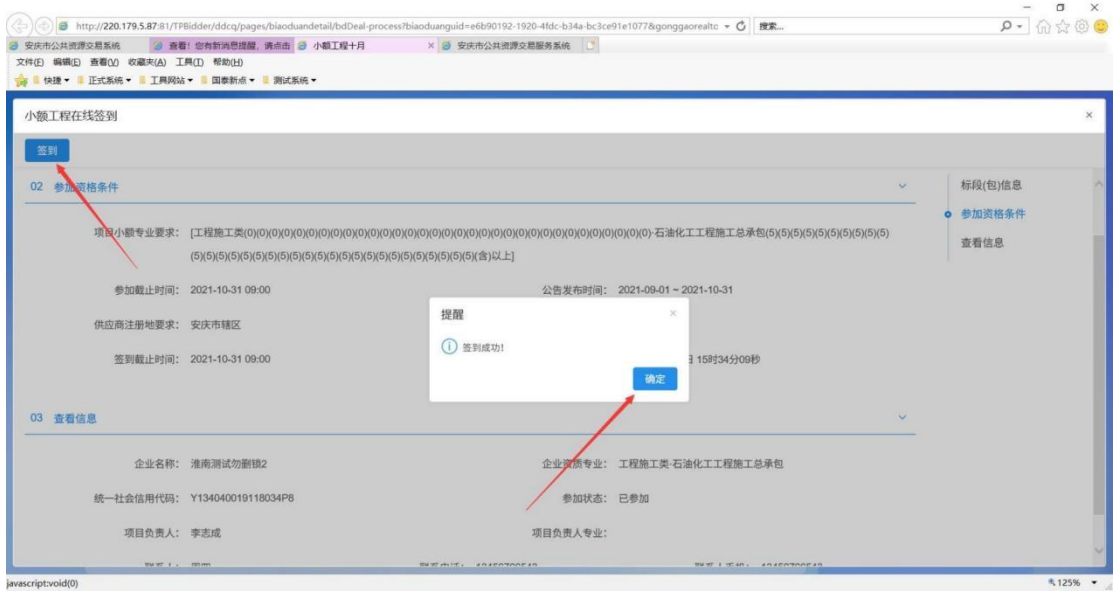 http://220.179.5.87:81/TPBidder/ddcq/pages/biaoduandetail/bdDeal-process?biaoduanguid=e6b90192-1920-4fdc-b34a-bc3ce91e1077&gonggaorealto
搜索...
安庆市公共资源交易系统 查看！您有新消息提醒，请点击 小额工程十月 安庆市公共资源交易服务系统
文件(F) 编辑(E) 查看(V) 收藏夹(A) 工具(T) 帮助(H)
快捷 正式系统 工具网站 国泰新点 测试系统
小额工程在线签到
签到
02 参加资格条件
项目小额专业要求：
[工程施工类(0)(0)(0)(0)(0)(0)(0)(0)(0)(0)(0)(0)(0)(0)(0)(0)(0)(0)(0)(0)(0)(0)(0)(0)(0)(0)(0)(0)(0)(0)(0)(0)(0)-石油化工工程施工总承包(5)(5)(5)(5)(5)(5)(5)(5)(5)(5)
(5)(5)(5)(5)(5)(5)(5)(5)(5)(5)(5)(5)(5)(5)(5)(5)(5)(5)(5)(5)(5)(5)(5)(含)以上]
参加截止时间： 2021-10-31 09:00 公告发布时间： 2021-09-01 ~ 2021-10-31
供应商注册地要求： 安庆市辖区
签到截止时间： 2021-10-31 09:00 15时34分09秒
提醒
签到成功!
确定
03 查看信息
企业名称： 淮南测试勿删锁2 企业资质专业： 工程施工类-石油化工工程施工总承包
统一社会信用代码： Y134040019118034P8 参加状态： 已参加
项目负责人： 李志成 项目负责人专业：
标段(包)信息
参加资格条件
查看信息
javascript:void(0)
125%